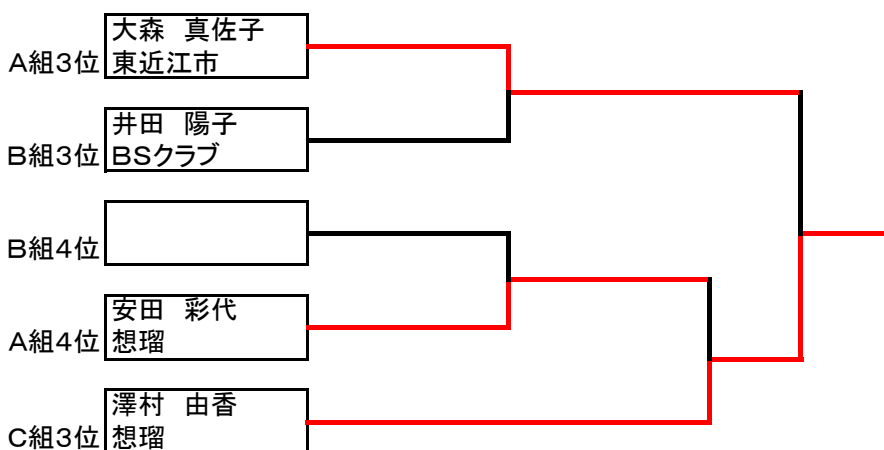 大森　真佐子
A組3位 東近江市
井田　陽子
B組3位 BSクラブ
B組4位
安田　彩代
A組4位 想瑠
澤村　由香
C組3位 想瑠